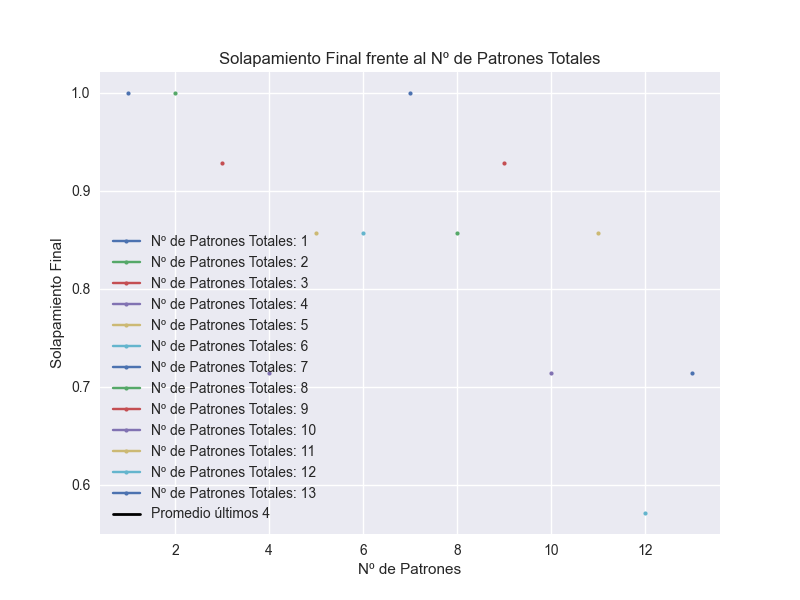 Solapamiento Final frente al Nº de Patrones Totales
1.0
0.9
0.8
0.7
0.6
Solapamiento Final
Nº de Patrones Totales: 1
Nº de Patrones Totales: 2
Nº de Patrones Totales: 3
Nº de Patrones Totales: 4
Nº de Patrones Totales: 5
Nº de Patrones Totales: 6
Nº de Patrones Totales: 7
Nº de Patrones Totales: 8
Nº de Patrones Totales: 9
Nº de Patrones Totales: 10
Nº de Patrones Totales: 11
Nº de Patrones Totales: 12
Nº de Patrones Totales: 13
Promedio últimos 4
2 4 6 8 10 12
Nº de Patrones